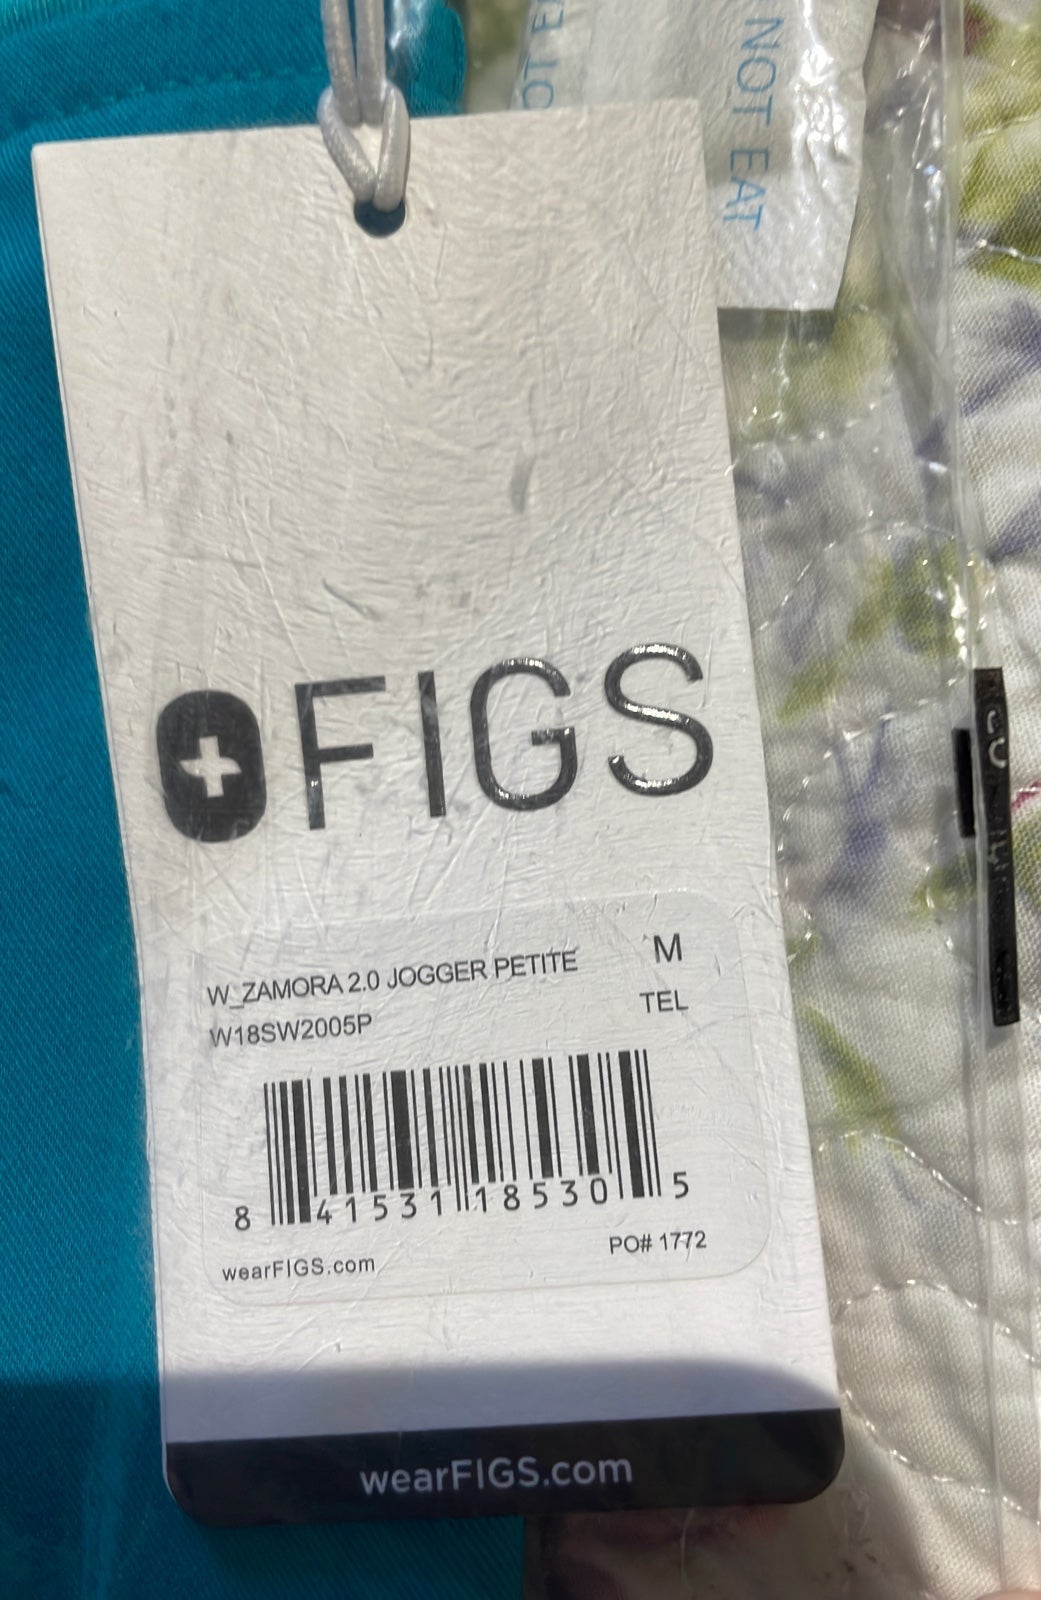 NOT EAT
FIGS
W_ZAMORA 2.0 JOGGER PETITE
M
W18SW2005P
TEL
8 41531 18530 5
wearFIGS.com
PO# 1772
wearFIGS.com